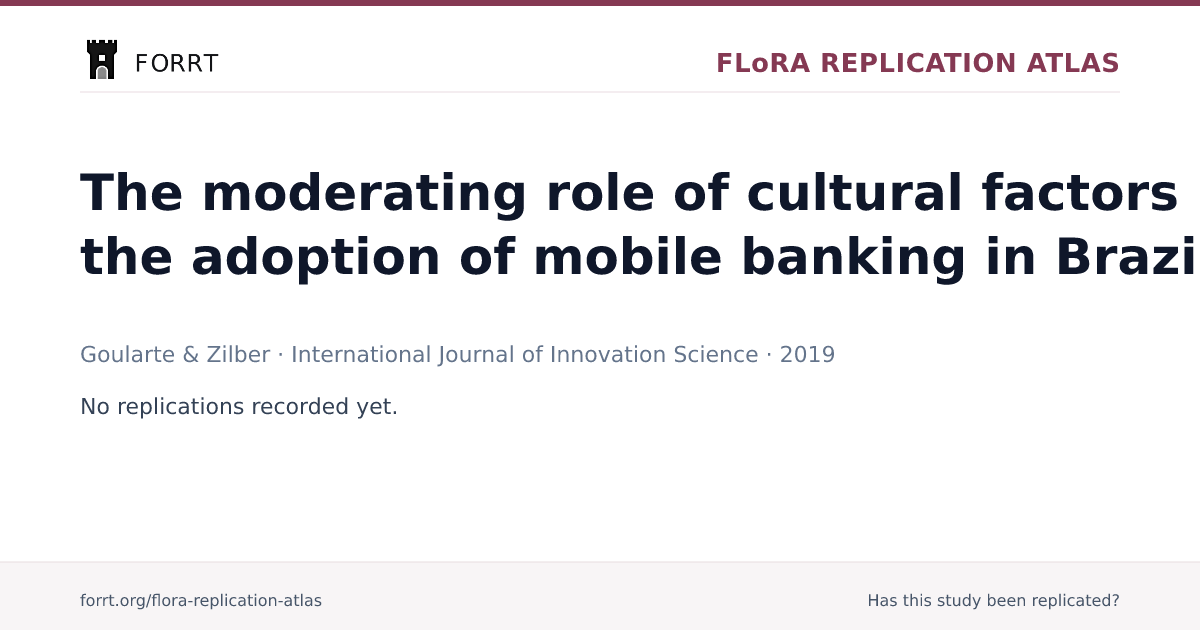 FORRT
FLoRA REPLICATION ATLAS
The moderating role of cultural factors
the adoption of mobile banking in Brazi
Goularte & Zilber · International Journal of Innovation Science · 2019
No replications recorded yet.
forrt.org/flora-replication-atlas
Has this study been replicated?